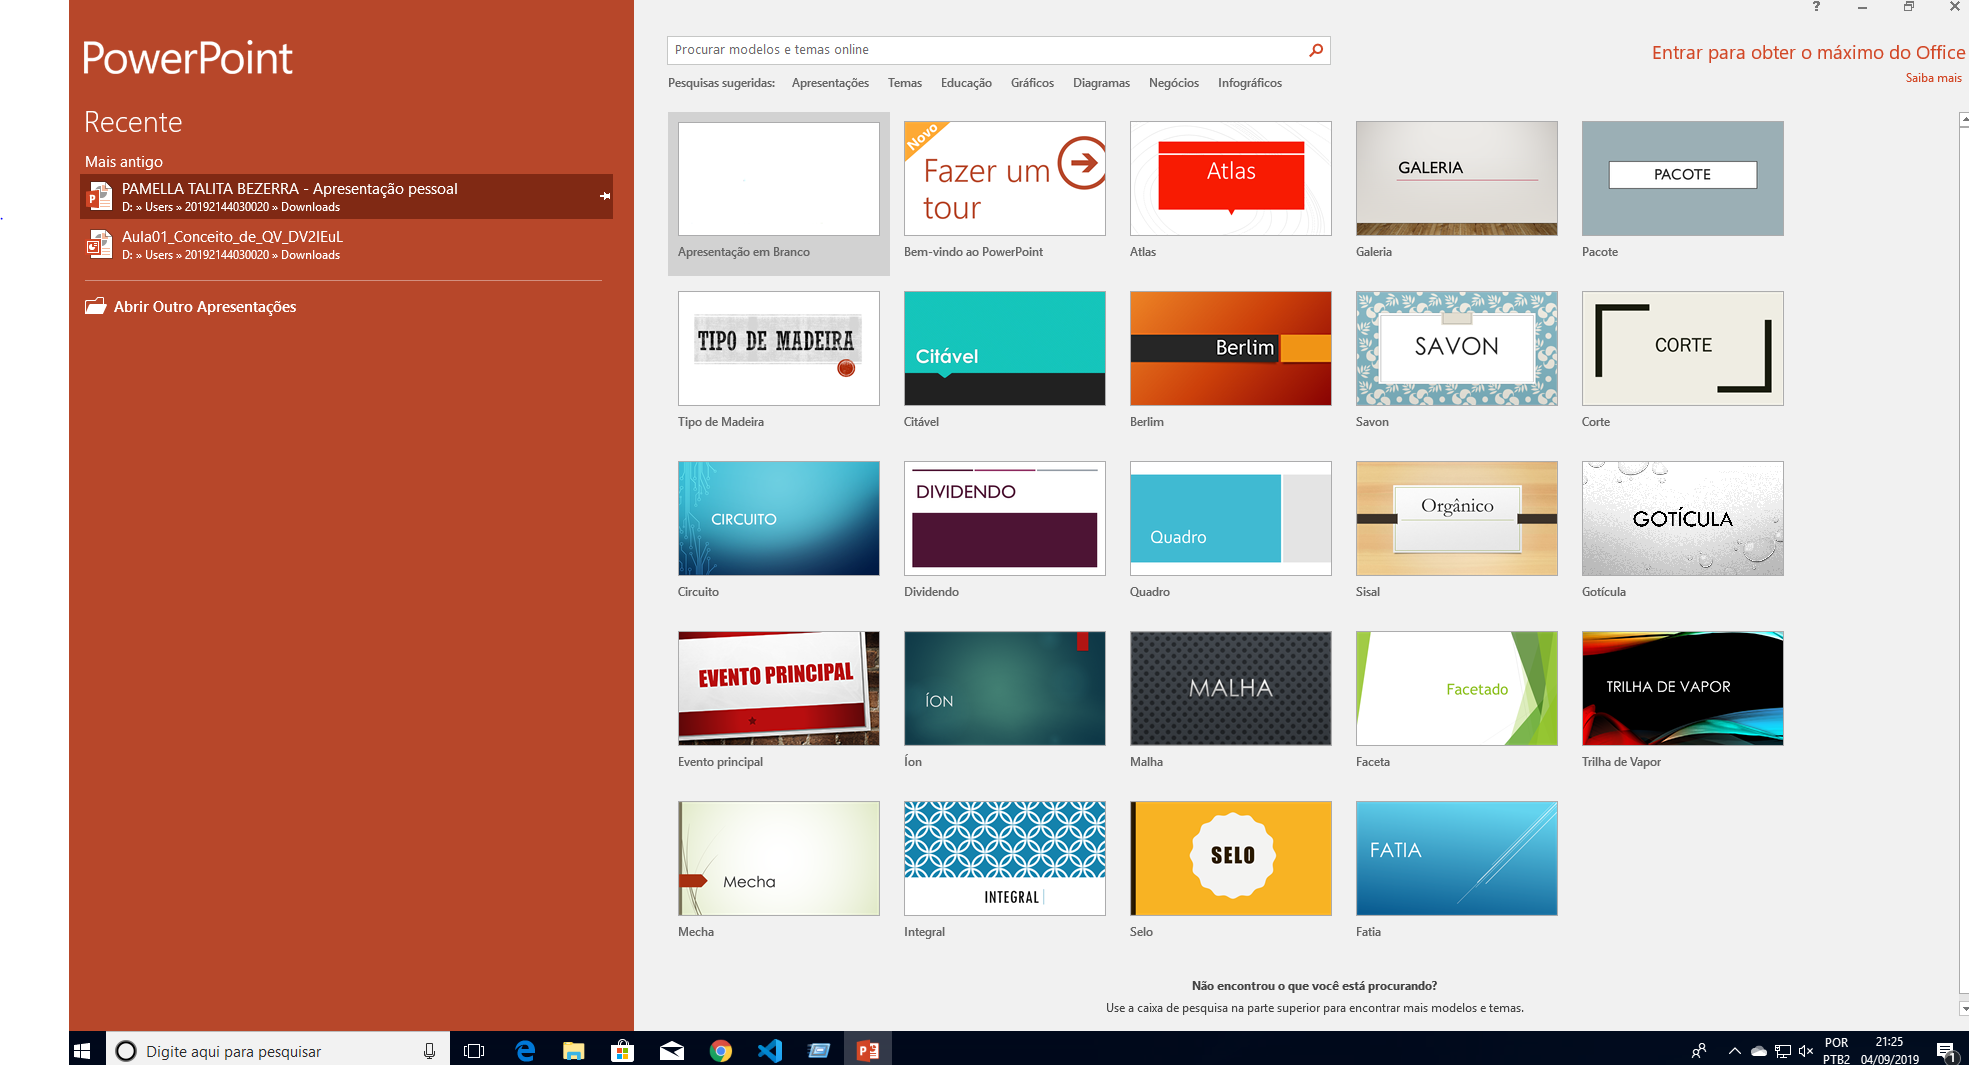 PowerPoint
Recente
Mais antigo
PAMELLA TALITA BEZERRA - Apresentação pessoal
D: » Users » 20192144030020 » Downloads
Aula01_Conceito_de_QV_DV2IEuL
D: » Users » 20192144030020 » Downloads
Abrir Outro Apresentações
?
Procurar modelos e temas online
Entrar para obter o máximo do Office
Saiba mais
Pesquisas sugeridas: Apresentações Temas Educação Gráficos Diagramas Negócios Infográficos
Apresentação em Branco
Novo
Fazer um
tour
Bem-vindo ao PowerPoint
Atlas
Atlas
GALERIA
Galeria
PACOTE
Pacote
TIPO DE MADEIRA
Tipo de Madeira
Citável
Citável
Berlim
Berlim
SAVON
Savon
CORTE
Corte
CIRCUITO
Circuito
DIVIDENDO
Dividendo
Quadro
Quadro
Orgânico
Sisal
GOTÍCULA
Gotícula
EVENTO PRINCIPAL
Evento principal
ÍON
Íon
MALHA
Malha
Facetado
Faceta
TRILHA DE VAPOR
Trilha de Vapor
Mecha
Mecha
INTEGRAL
Integral
SELO
Selo
FATIA
Fatia
Não encontrou o que você está procurando?
Use a caixa de pesquisa na parte superior para encontrar mais modelos e temas.
Digite aqui para pesquisar
POR
PTB2
21:25
04/09/2019
1